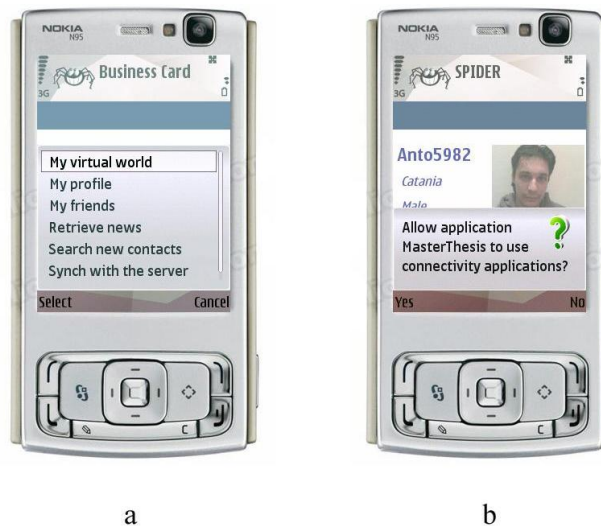 NOKIA
N95
3G
Business Card
My virtual world
My profile
My friends
Retrieve news
Search new contacts
Synch with the server
Select Cancel
C
a
NOKIA
N95
3G
SPIDER
Anto5982
Catania
Male
Allow application
MasterThesis to use
connectivity applications?
Yes No
C
b